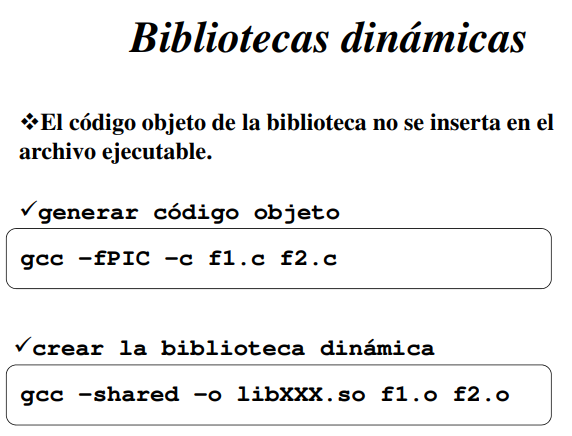 Bibliotecas dinámicas
❖El código objeto de la biblioteca no se inserta en el
archivo ejecutable.
✓generar código objeto
gcc –fPIC –c f1.c f2.c
✓crear la biblioteca dinámica
gcc –shared –o libXXX.so f1.o f2.o